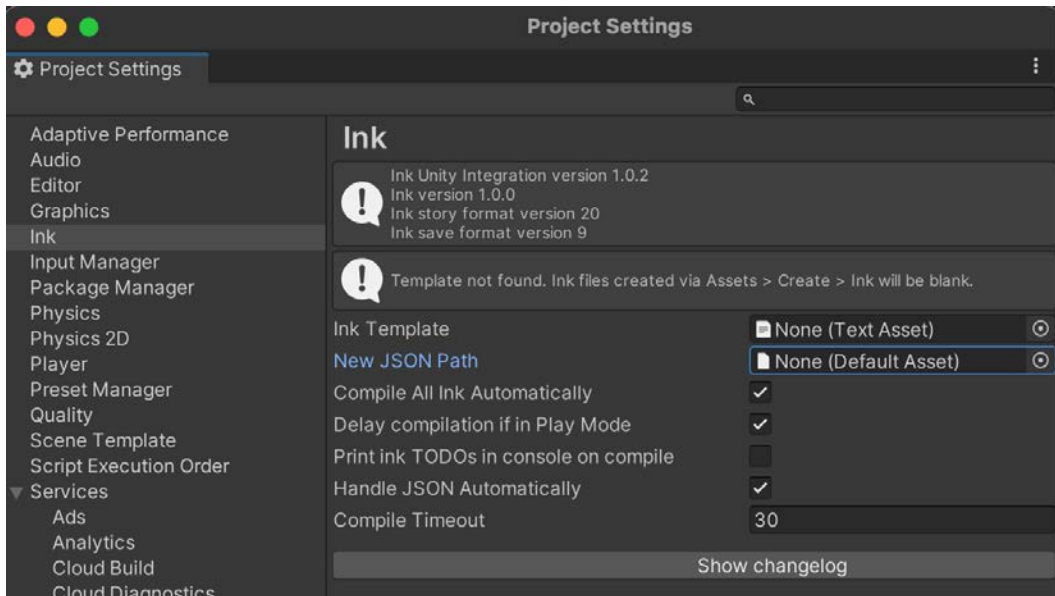 Project Settings
Project Settings
Adaptive Performance
Audio
Editor
Graphics
Ink
Input Manager
Package Manager
Physics
Physics 2D
Player
Preset Manager
Quality
Scene Template
Script Execution Order
Services
Ads
Analytics
Cloud Build
Cloud Diagnostics
Ink
Ink Unity Integration version 1.0.2
Ink version 1.0.0
Ink story format version 20
Ink save format version 9
Template not found. Ink files created via Assets > Create > Ink will be blank.
Ink Template None (Text Asset)
New JSON Path None (Default Asset)
Compile All Ink Automatically
Delay compilation if in Play Mode
Print ink TODOs in console on compile
Handle JSON Automatically
Compile Timeout 30
Show changelog